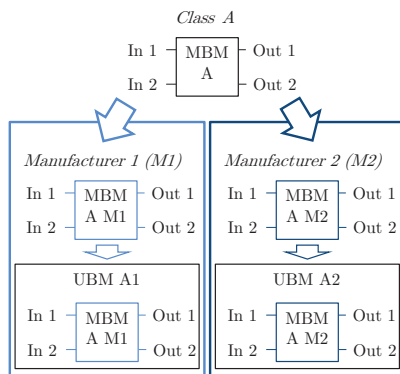 Class A
In 1 MBM Out 1
A
In 2 Out 2
Manufacturer 1 (M1)
In 1 MBM Out 1
In 2 A M1 Out 2
UBM A1
In 1 MBM Out 1
In 2 A M1 Out 2
Manufacturer 2 (M2)
In 1 MBM Out 1
In 2 A M2 Out 2
UBM A2
In 1 MBM Out 1
In 2 A M2 Out 2